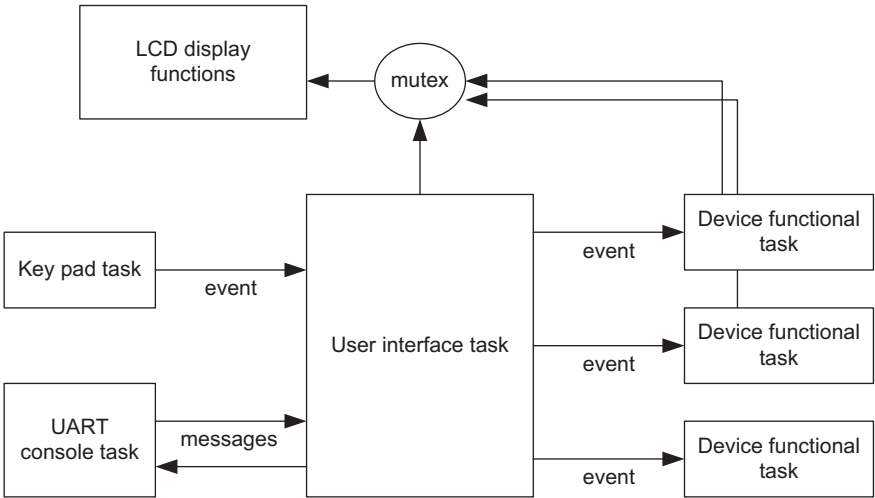 LCD display
functions
mutex
Device functional
task
Key pad task
event
event
Device functional
task
User interface task
event
UART
console task
messages
Device functional
task
event